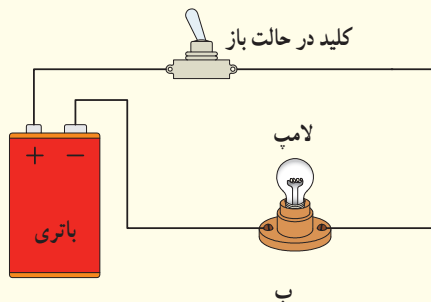 کلید در حالت باز
لامپ
+ −
باتری
ب